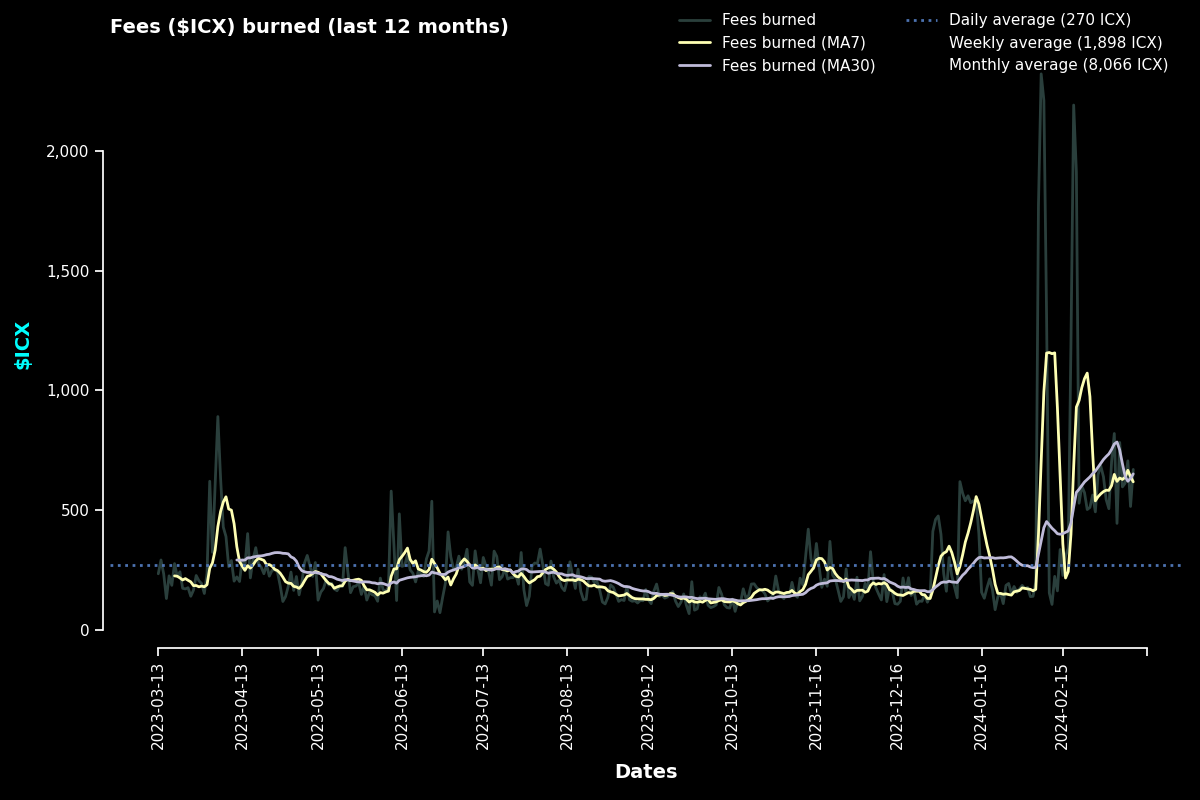 Fees ($ICX) burned (last 12 months)
Fees burned
Fees burned (MA7)
Fees burned (MA30)
Daily average (270 ICX)
Weekly average (1,898 ICX)
Monthly average (8,066 ICX)
2,000
1,500
1,000
500
0
$ICX
2023-03-13
2023-04-13
2023-05-13
2023-06-13
2023-07-13
2023-08-13
2023-09-12
2023-10-13
2023-11-16
2023-12-16
2024-01-16
2024-02-15
Dates